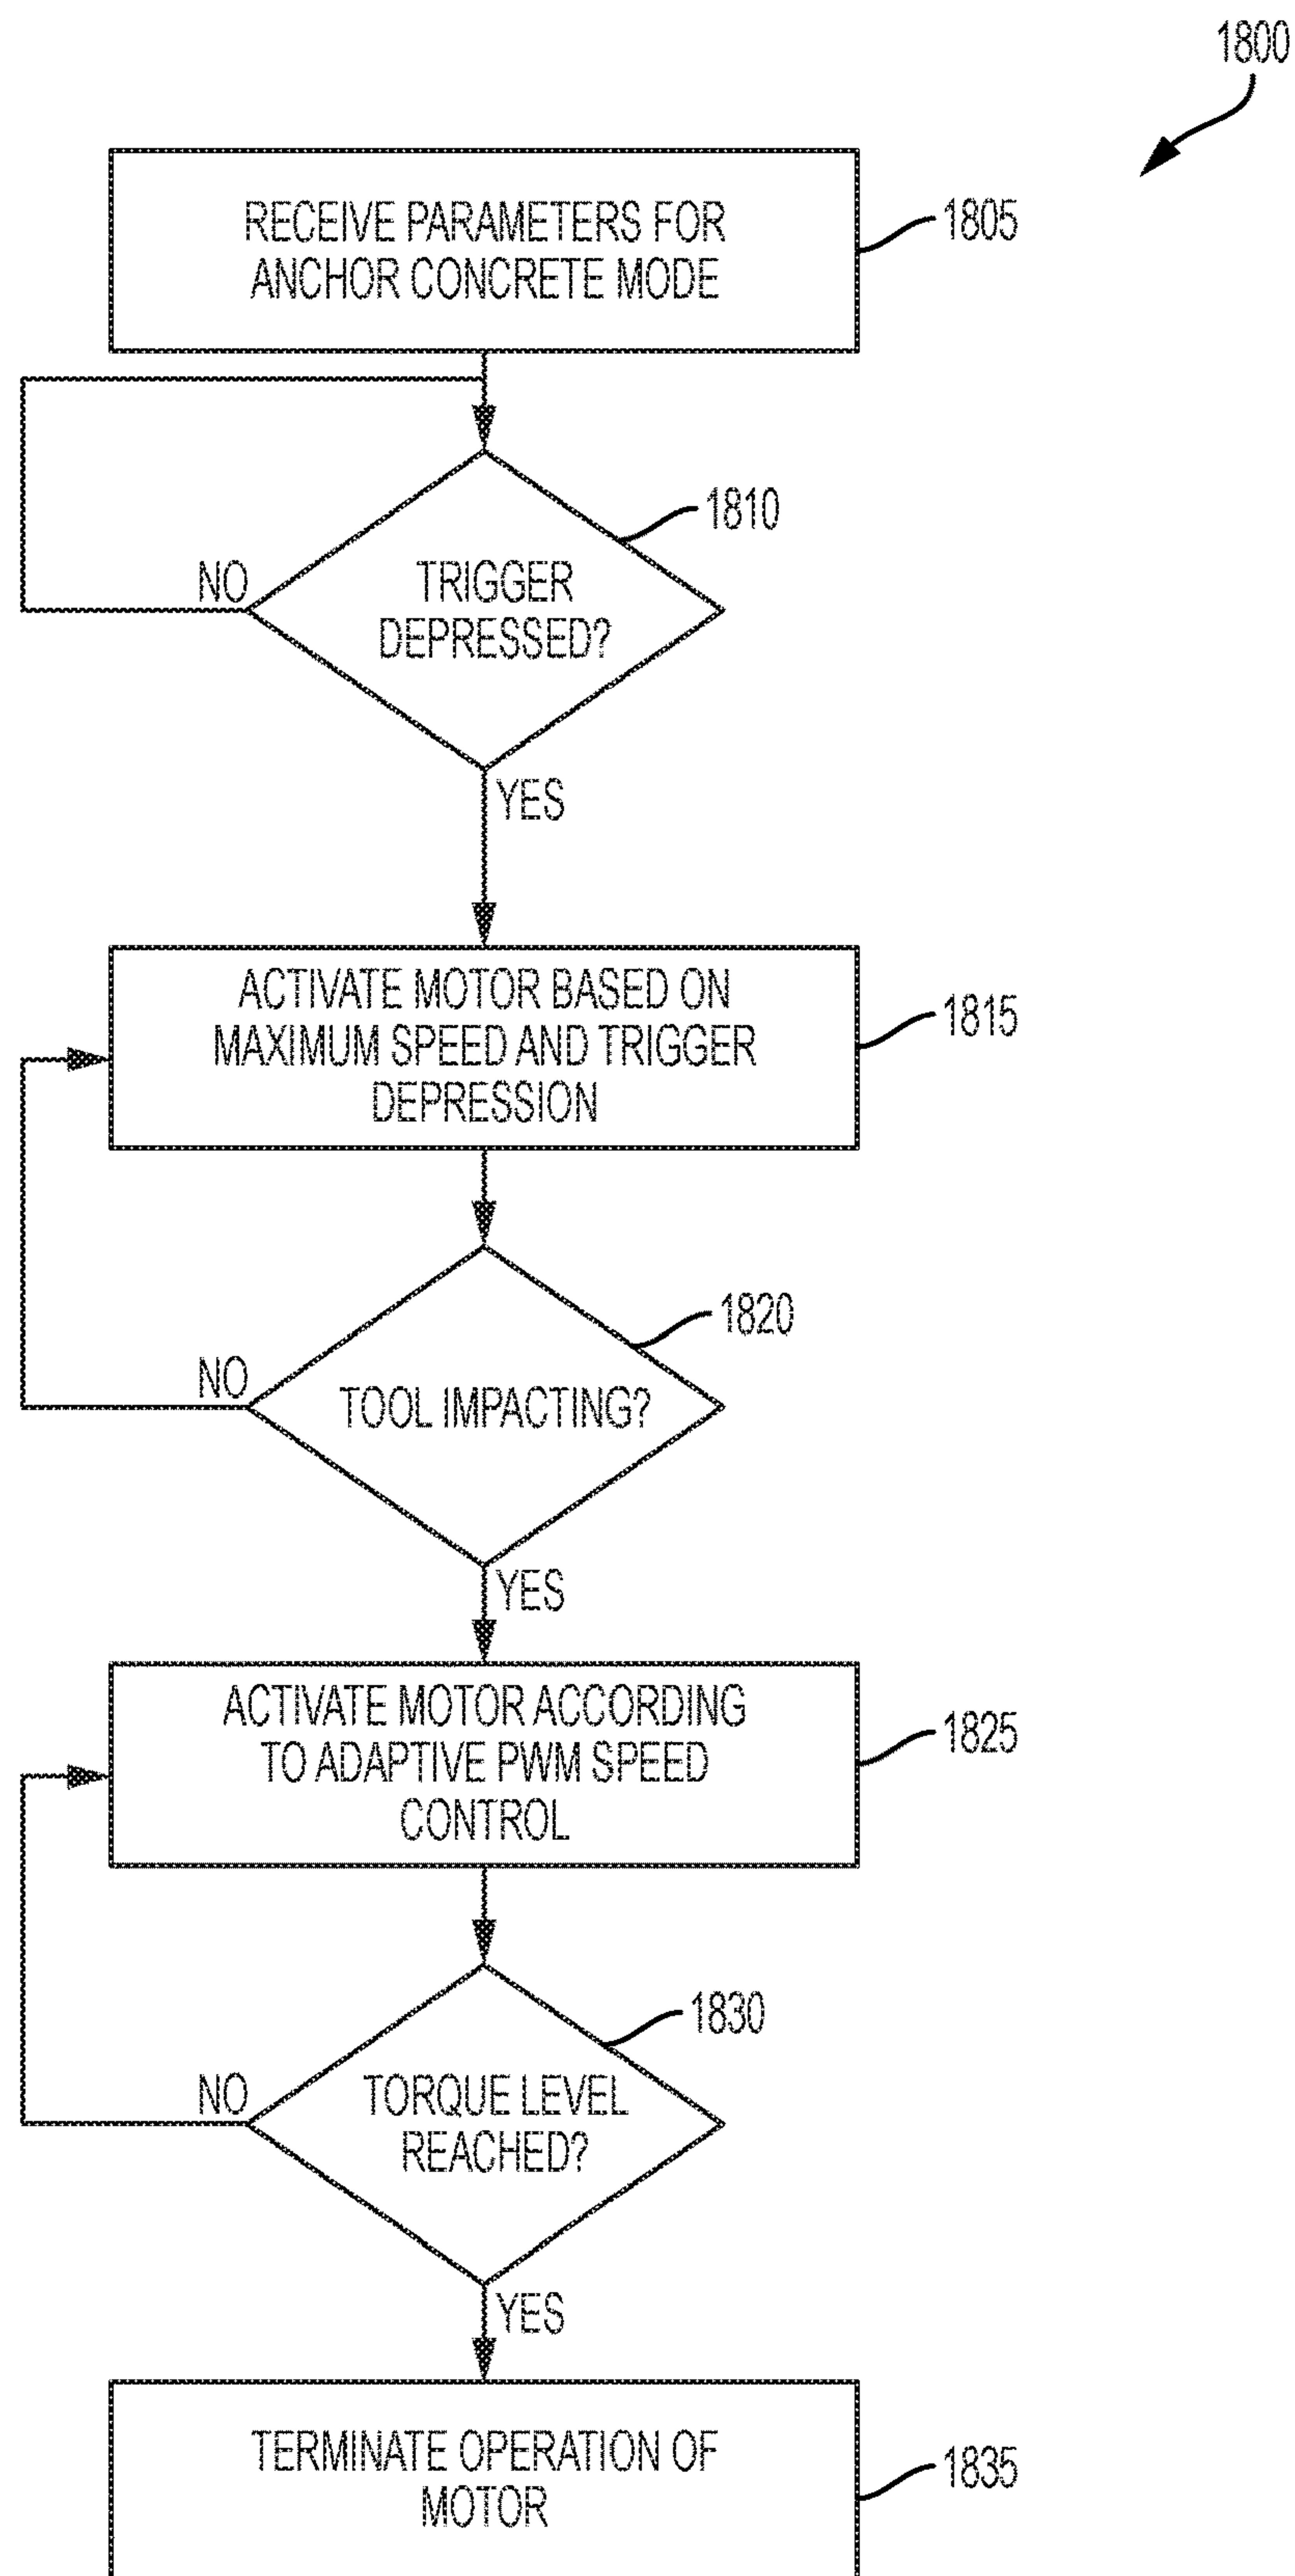 1800
RECEIVE PARAMETERS FOR
ANCHOR CONCRETE MODE
1805
1810
TRIGGER
DEPRESSED?
NO
YES
ACTIVATE MOTOR BASED ON
MAXIMUM SPEED AND TRIGGER
DEPRESSION
1815
1820
TOOL IMPACTING?
NO
YES
ACTIVATE MOTOR ACCORDING
TO ADAPTIVE PWM SPEED
CONTROL
1825
1830
TORQUE LEVEL
REACHED?
NO
YES
TERMINATE OPERATION OF
MOTOR
1835